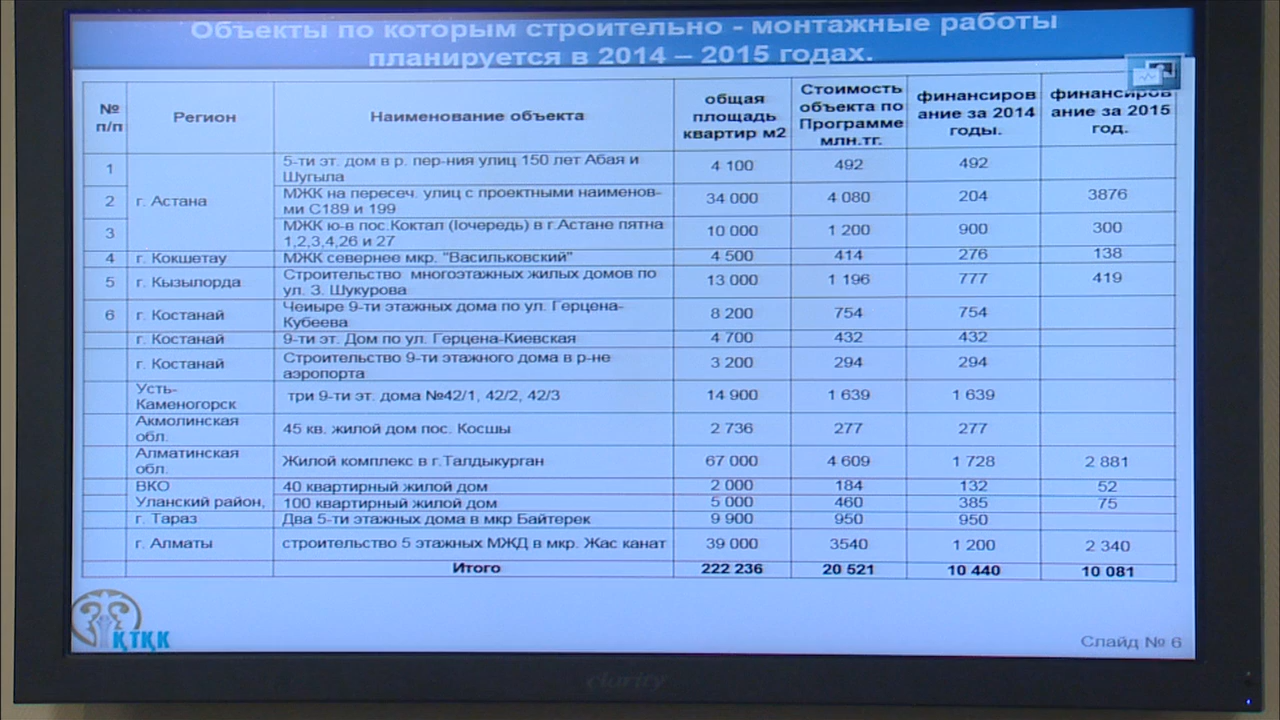 Объекты по которым строительно - монтажные работы
планируется в 2014 – 2015 годах.
№ п/п Регион Наименование объекта общая площадь квартир м2 Стоимость объекта по Программе млн.тг. финансирование за 2014 годы. финансирование за 2015 год.
1 5-ти эт. дом в р. пер-ния улиц 150 лет Абая и
Шугыла 4 100 492 492
2 г. Астана МЖК на пересеч. улиц с проектными наименов-
ми С189 и 199 34 000 4 080 204 3876
3 МЖК ю-в пос.Коктал (Iочередь) в г.Астане пятна
1,2,3,4,26 и 27 10 000 1 200 900 300
4 г. Кокшетау МЖК севернее мкр. "Васильковский" 4 500 414 276 138
5 г. Кызылорда Строительство многоэтажных жилых домов по
ул. З. Шукурова 13 000 1 196 777 419
6 г. Костанай Чеиыре 9-ти этажных дома по ул. Герцена-
Кубеева 8 200 754 754
г. Костанай 9-ти эт. Дом по ул. Герцена-Киевская 4 700 432 432
г. Костанай Строительство 9-ти этажного дома в р-не
аэропорта 3 200 294 294
Усть-
Каменогорск три 9-ти эт. дома №42/1, 42/2, 42/3 14 900 1 639 1 639
Акмолинская
обл. 45 кв. жилой дом пос. Косшы 2 736 277 277
Алматинская
обл. Жилой комплекс в г.Талдыкурган 67 000 4 609 1 728 2 881
ВКО 40 квартирный жилой дом 2 000 184 132 52
Уланский район, 100 квартирный жилой дом 5 000 460 385 75
г. Тараз Два 5-ти этажных дома в мкр Байтерек 9 900 950 950
г. Алматы строительство 5 этажных МЖД в мкр. Жас канат 39 000 3540 1 200 2 340
Итого 222 236 20 521 10 440 10 081
ҚТҚК
Слайд № 6
clarity